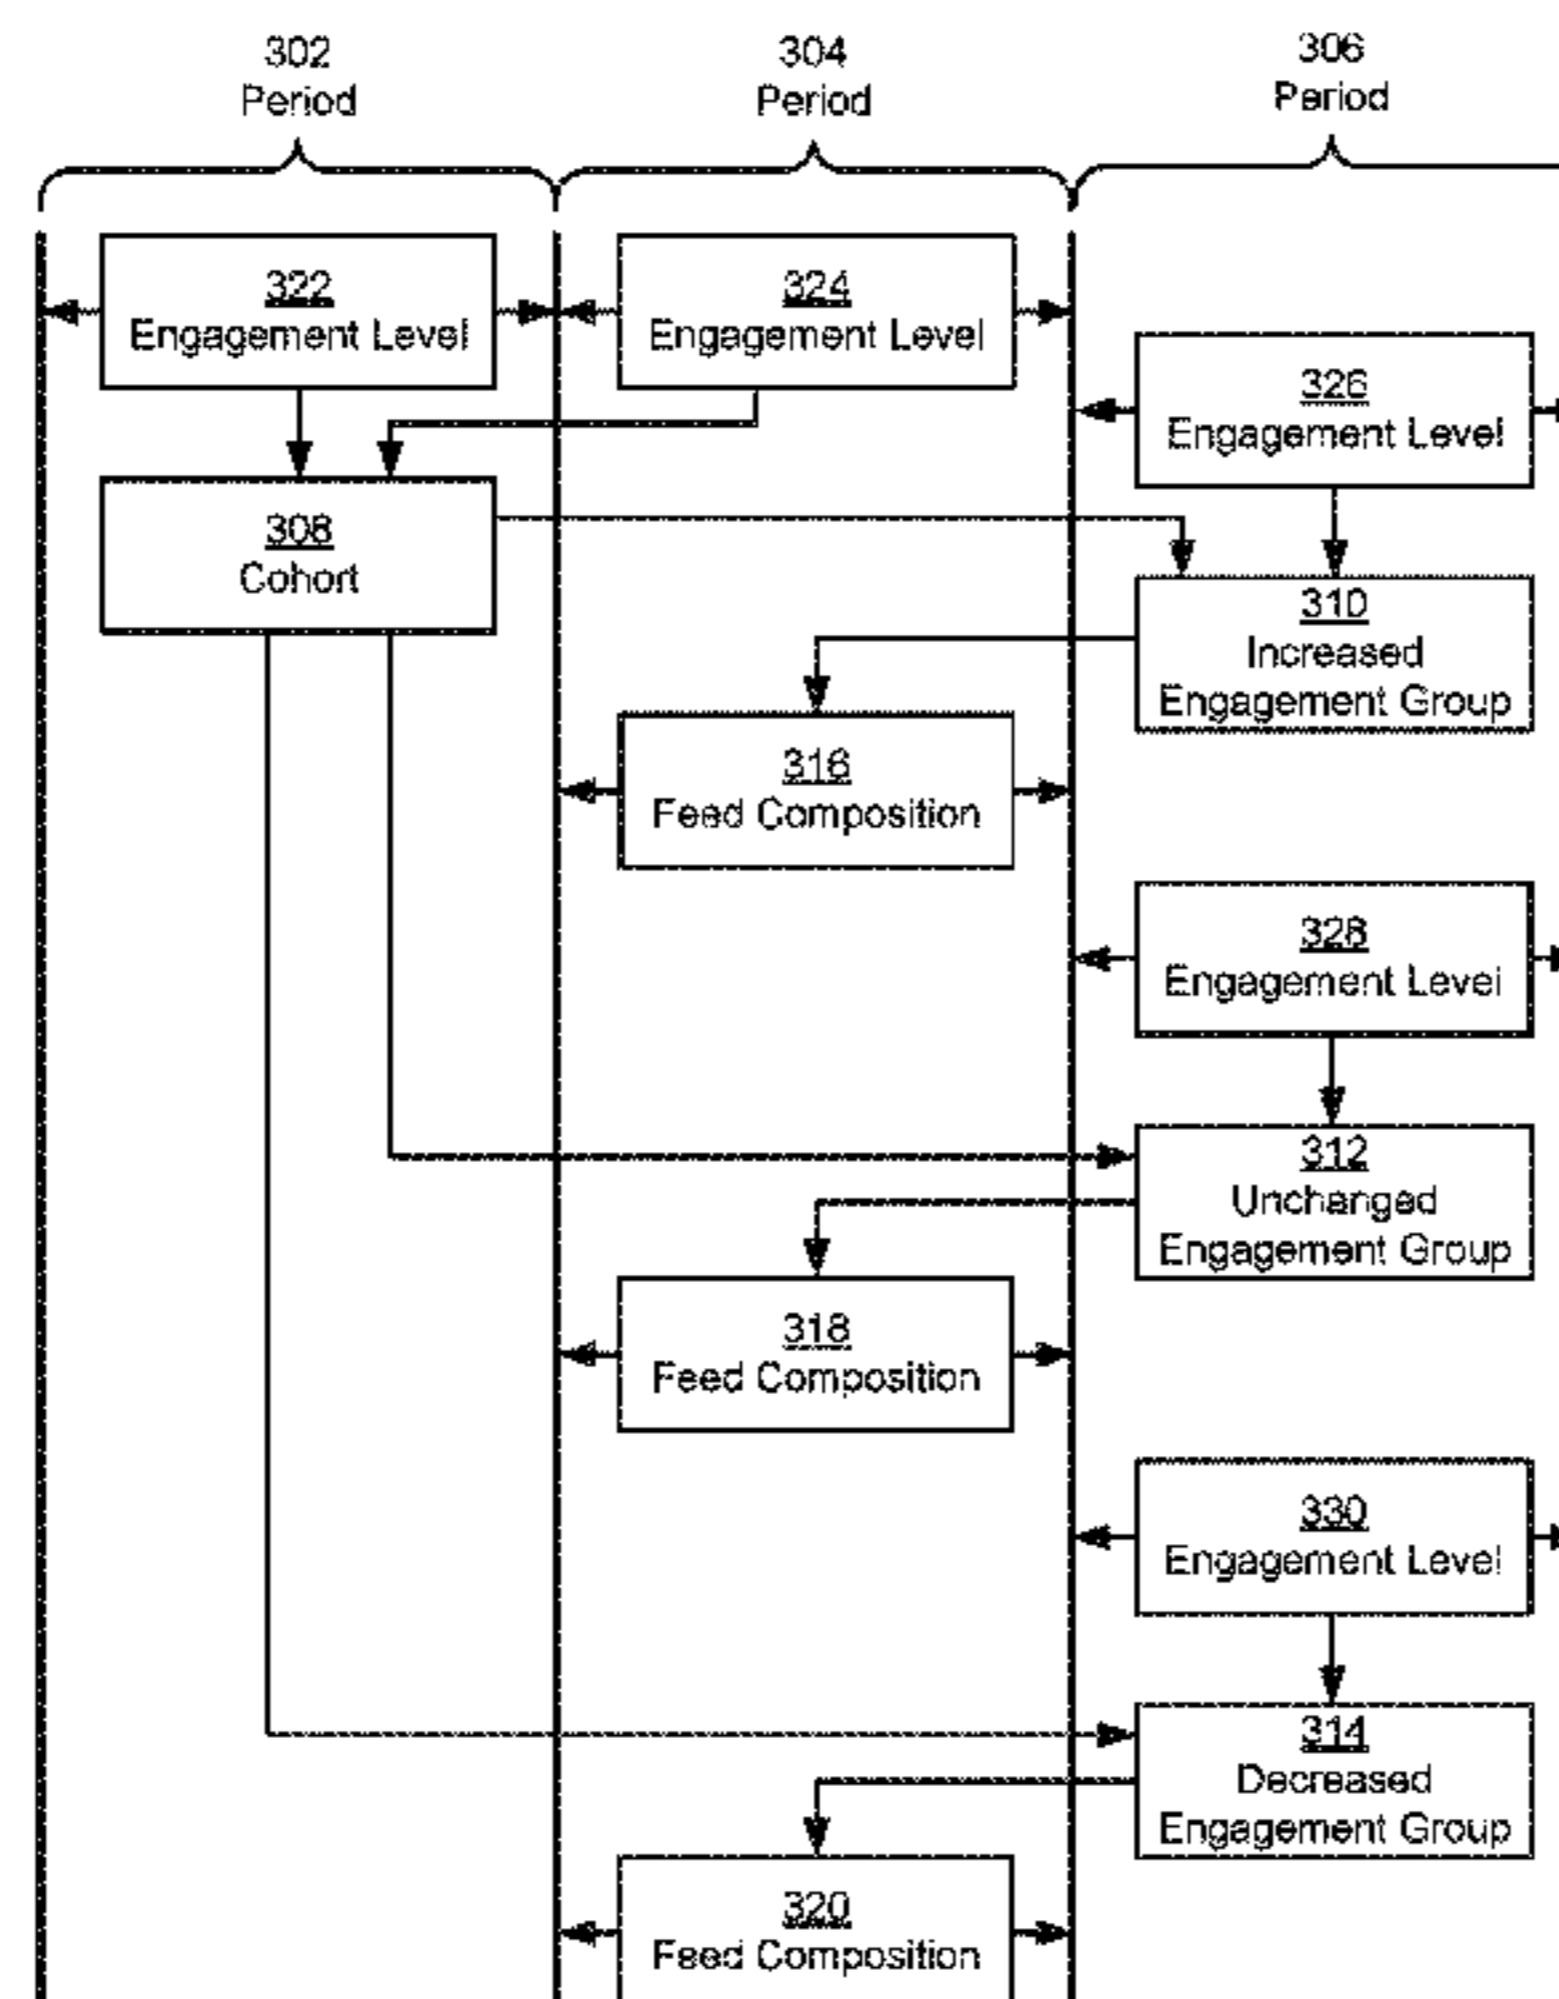 302
Period
304
Period
306
Period
322
Engagement Level
324
Engagement Level
326
Engagement Level
308
Cohort
310
Increased
Engagement Group
316
Feed Composition
328
Engagement Level
312
Unchanged
Engagement Group
318
Feed Composition
330
Engagement Level
314
Decreased
Engagement Group
320
Feed Composition